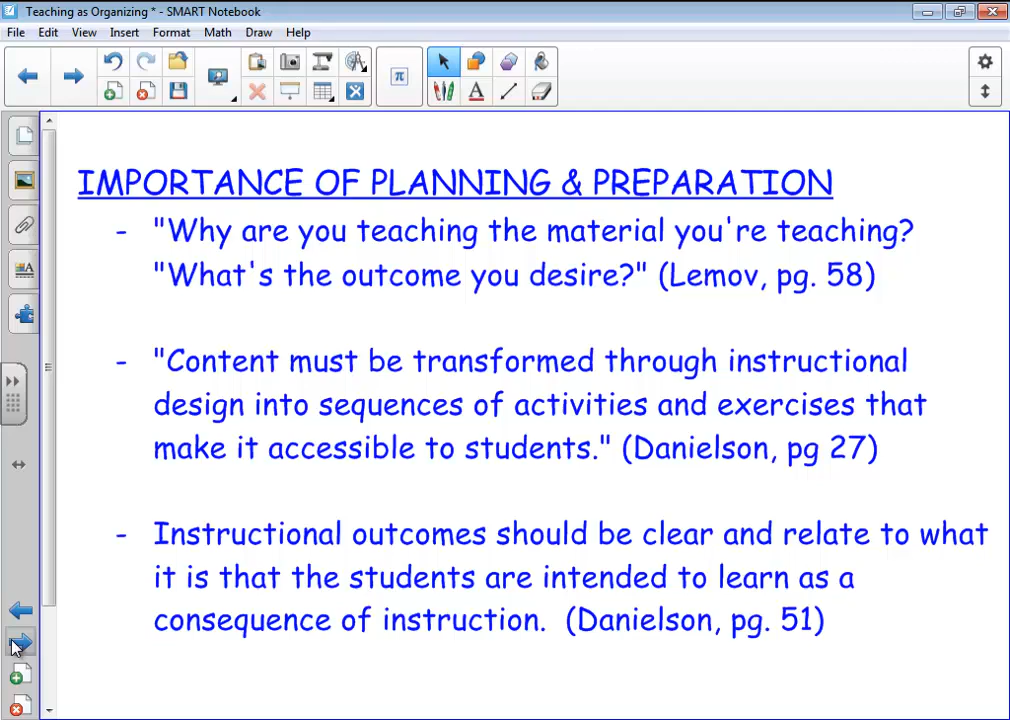 Teaching as Organizing * - SMART Notebook
File Edit View Insert Format Math Draw Help
π
A
IMPORTANCE OF PLANNING & PREPARATION
- "Why are you teaching the material you're teaching?
"What's the outcome you desire?" (Lemov, pg. 58)
- "Content must be transformed through instructional
design into sequences of activities and exercises that
make it accessible to students." (Danielson, pg 27)
- Instructional outcomes should be clear and relate to what
it is that the students are intended to learn as a
consequence of instruction. (Danielson, pg. 51)